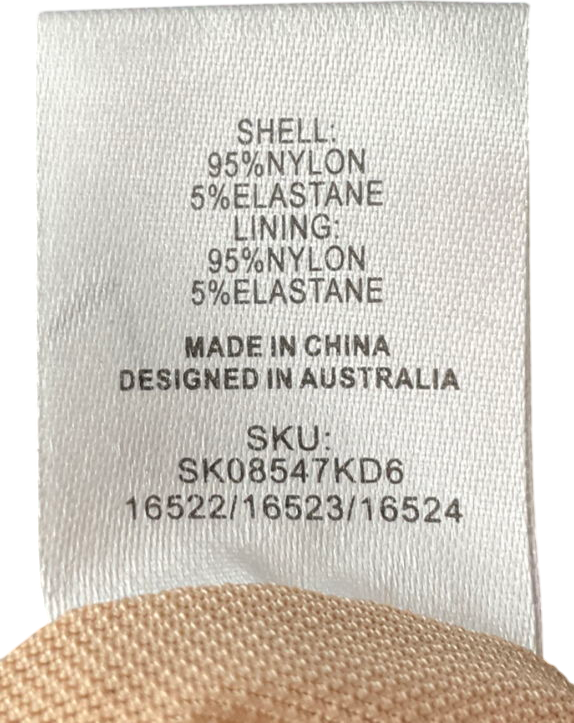 SHELL:
95%NYLON
5%ELASTANE
LINING:
95%NYLON
5%ELASTANE
MADE IN CHINA
DESIGNED IN AUSTRALIA
SKU:
SK08547KD6
16522/16523/16524